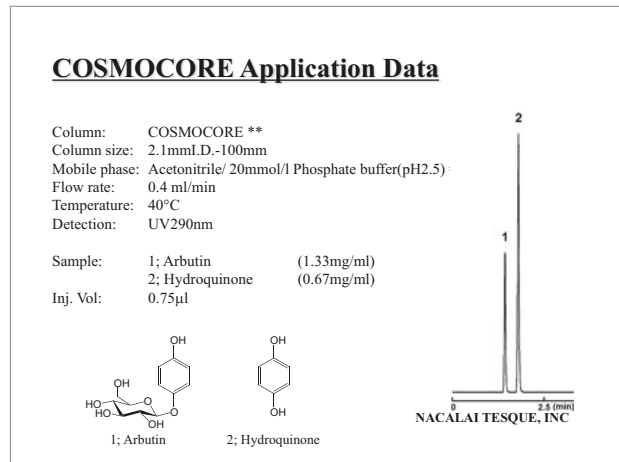 COSMOCORE Application Data
Column: COSMOCORE **
Column size: 2.1mmI.D.-100mm
Mobile phase: Acetonitrile/ 20mmol/l Phosphate buffer(pH2.5)
Flow rate: 0.4 ml/min
Temperature: 40°C
Detection: UV290nm
Sample: 1; Arbutin (1.33mg/ml)
2; Hydroquinone (0.67mg/ml)
Inj. Vol: 0.75µl
2
1
0 2.5 (min)
NACALAI TESQUE, INC
OH
OH
OH
HO
HO
O
OH
O
OH
1; Arbutin
2; Hydroquinone